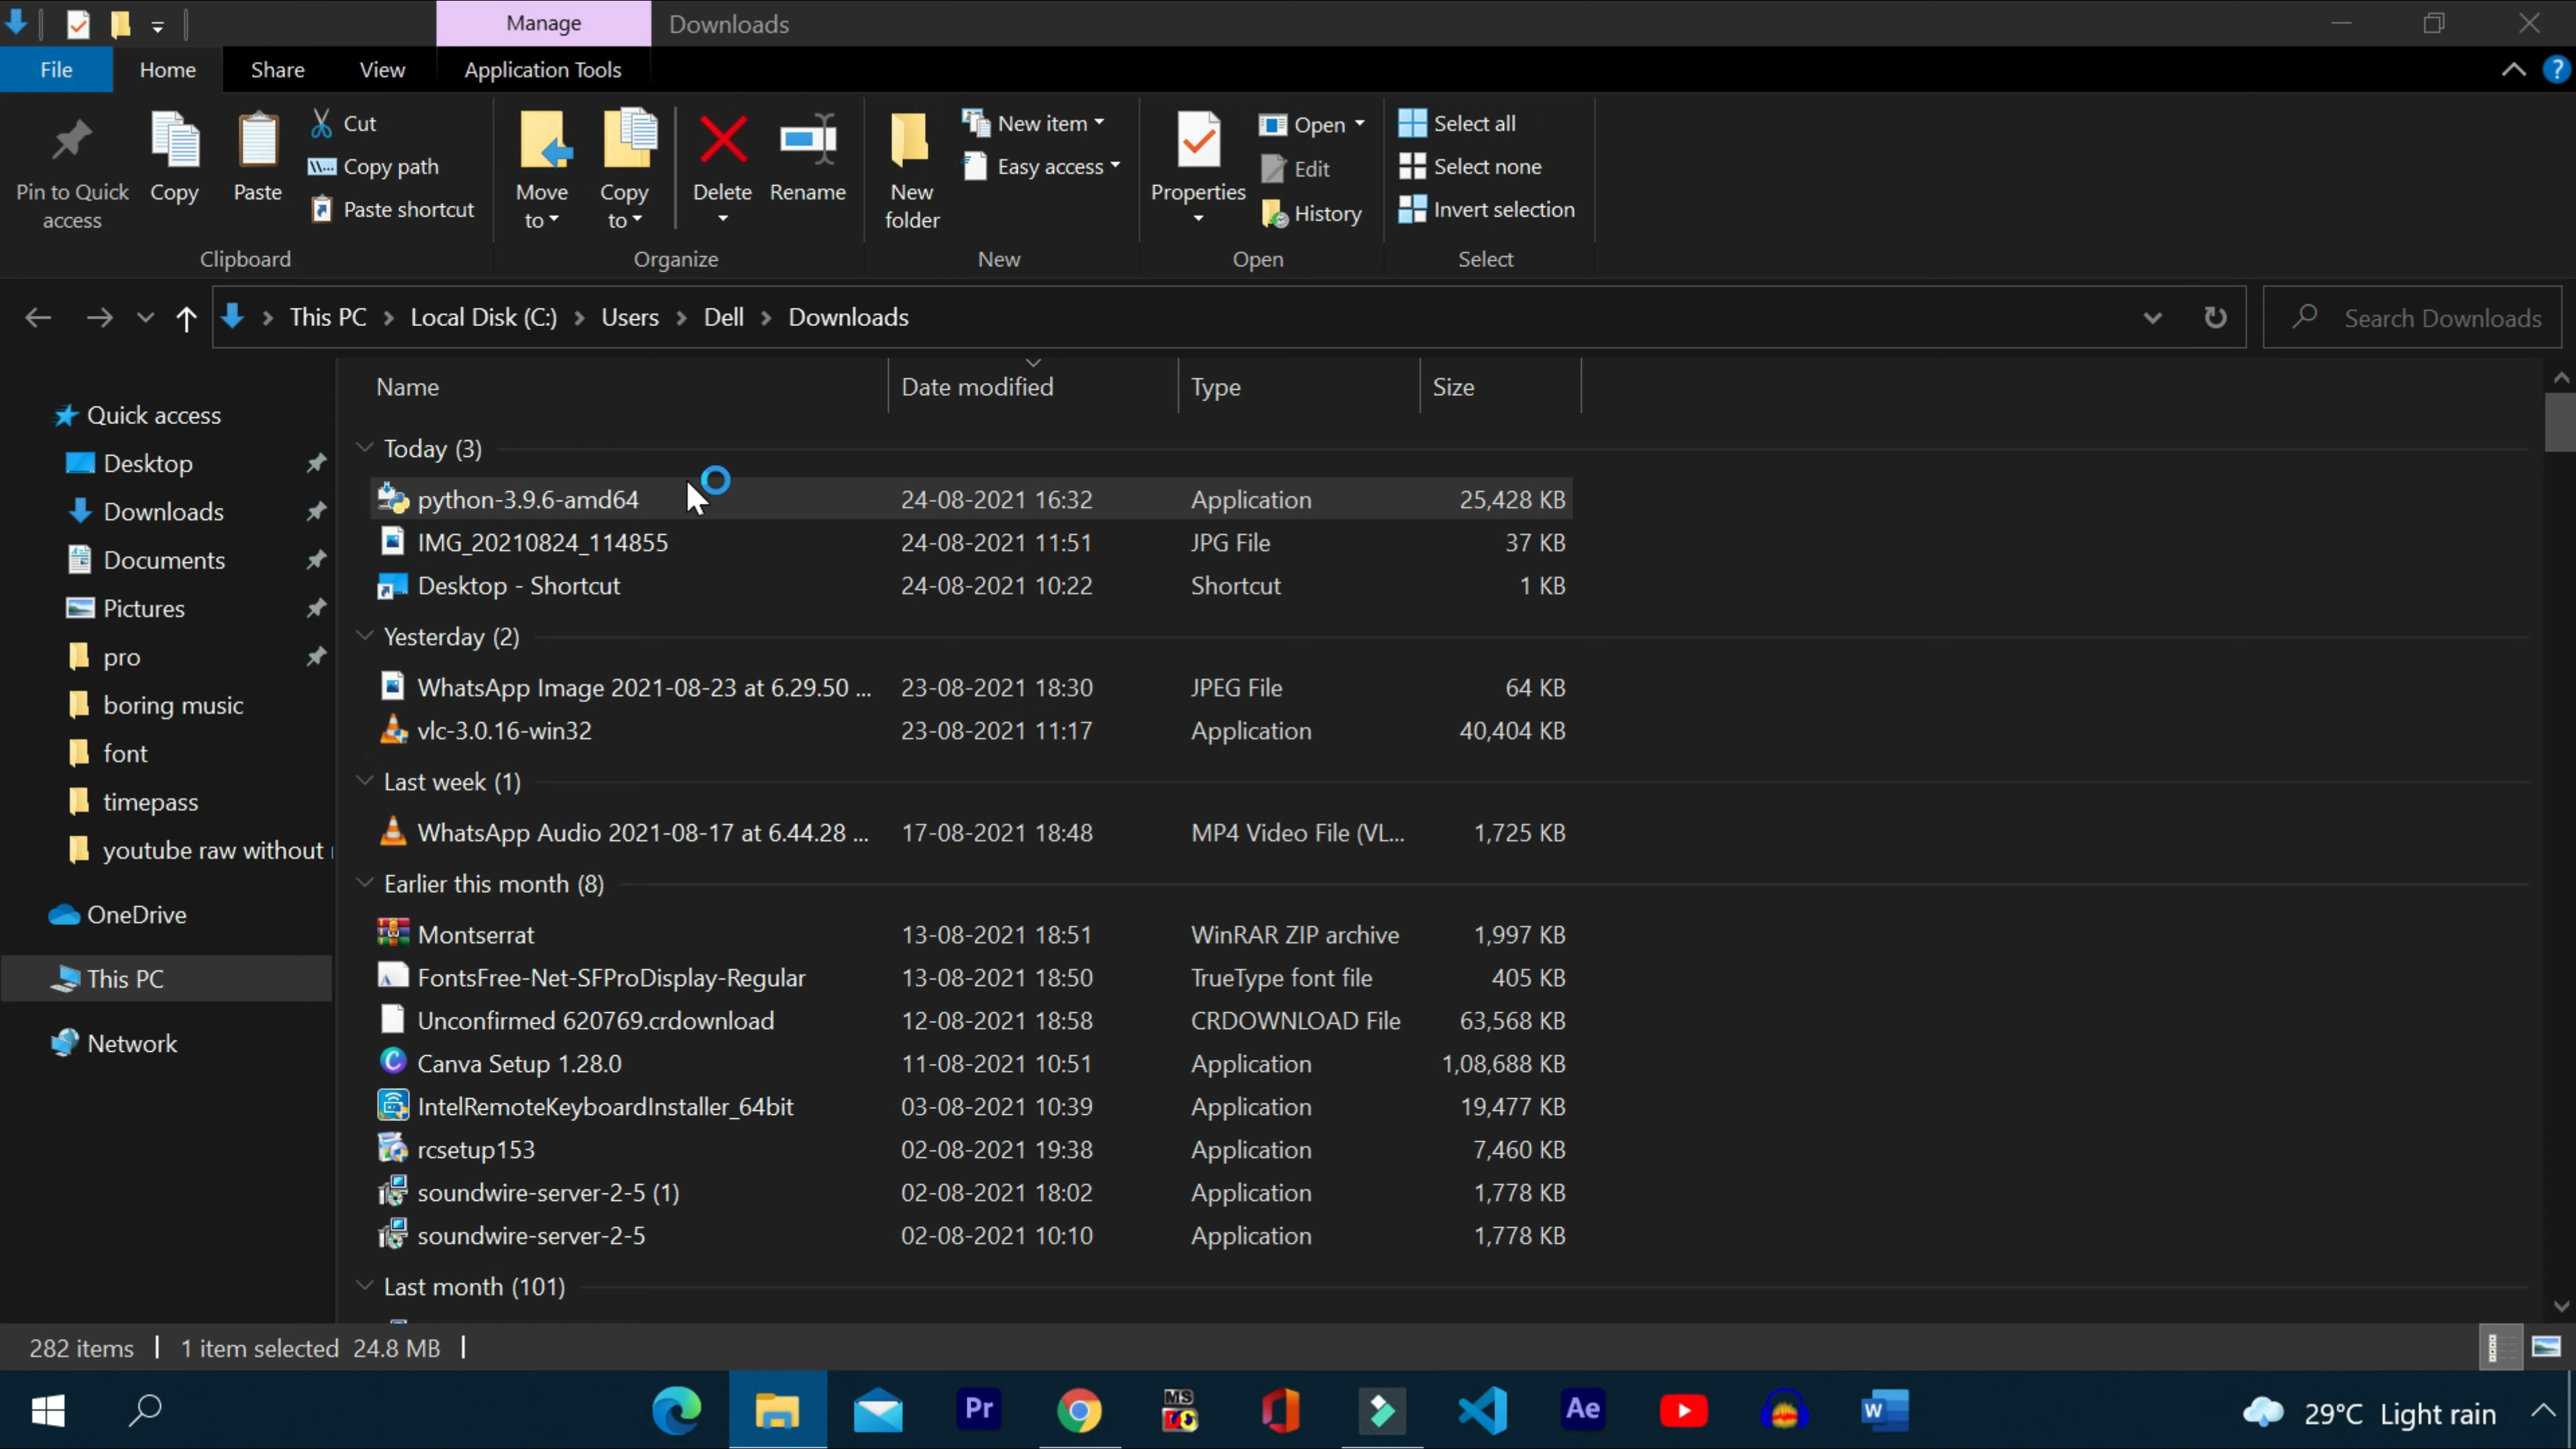 Manage Downloads
File Home Share View Application Tools
Pin to Quick access
Copy
Paste
Cut
Copy path
Paste shortcut
Clipboard
Move to
Copy to
Delete
Rename
Organize
New folder
New item
Easy access
New
Properties
Open
Edit
History
Open
Select all
Select none
Invert selection
Select
This PC Local Disk (C:) Users Dell Downloads
Search Downloads
Name Date modified Type Size
Quick access
Desktop
Downloads
Documents
Pictures
pro
boring music
font
timepass
youtube raw without
OneDrive
This PC
Network
Today (3)
python-3.9.6-amd64 24-08-2021 16:32 Application 25,428 KB
IMG_20210824_114855 24-08-2021 11:51 JPG File 37 KB
Desktop - Shortcut 24-08-2021 10:22 Shortcut 1 KB
Yesterday (2)
WhatsApp Image 2021-08-23 at 6.29.50 ... 23-08-2021 18:30 JPEG File 64 KB
vlc-3.0.16-win32 23-08-2021 11:17 Application 40,404 KB
Last week (1)
WhatsApp Audio 2021-08-17 at 6.44.28 ... 17-08-2021 18:48 MP4 Video File (VL... 1,725 KB
Earlier this month (8)
Montserrat 13-08-2021 18:51 WinRAR ZIP archive 1,997 KB
FontsFree-Net-SFProDisplay-Regular 13-08-2021 18:50 TrueType font file 405 KB
Unconfirmed 620769.crdownload 12-08-2021 18:58 CRDOWNLOAD File 63,568 KB
Canva Setup 1.28.0 11-08-2021 10:51 Application 1,08,688 KB
IntelRemoteKeyboardInstaller_64bit 03-08-2021 10:39 Application 19,477 KB
rcsetup153 02-08-2021 19:38 Application 7,460 KB
soundwire-server-2-5 (1) 02-08-2021 18:02 Application 1,778 KB
soundwire-server-2-5 02-08-2021 10:10 Application 1,778 KB
Last month (101)
282 items 1 item selected 24.8 MB
Pr MS Ae W 29°C Light rain